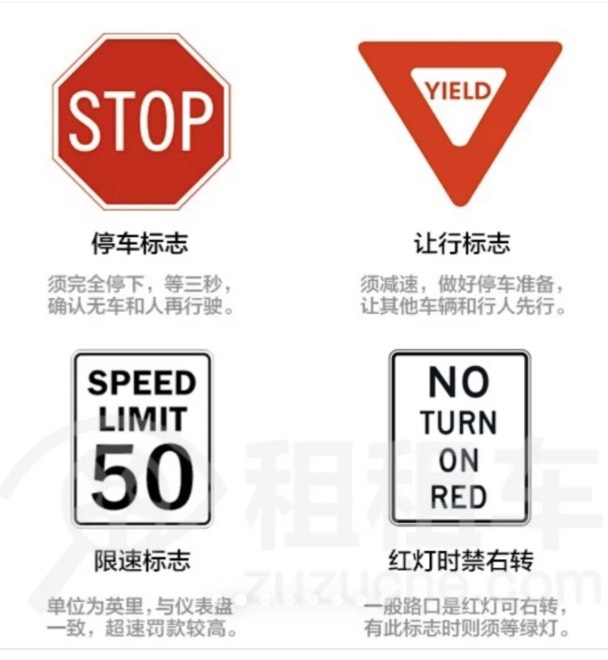 STOP
YIELD
停车标志
让行标志
须完全停下，等三秒，
确认无车和人再行驶。
须减速，做好停车准备，
让其他车辆和行人先行。
SPEED
LIMIT
50
NO
TURN
ON
RED
租租车
zuzuche.com
限速标志
红灯时禁右转
单位为英里，与仪表盘
一致，超速罚款较高。
一般路口是红灯可右转，
有此标志时则须等绿灯。